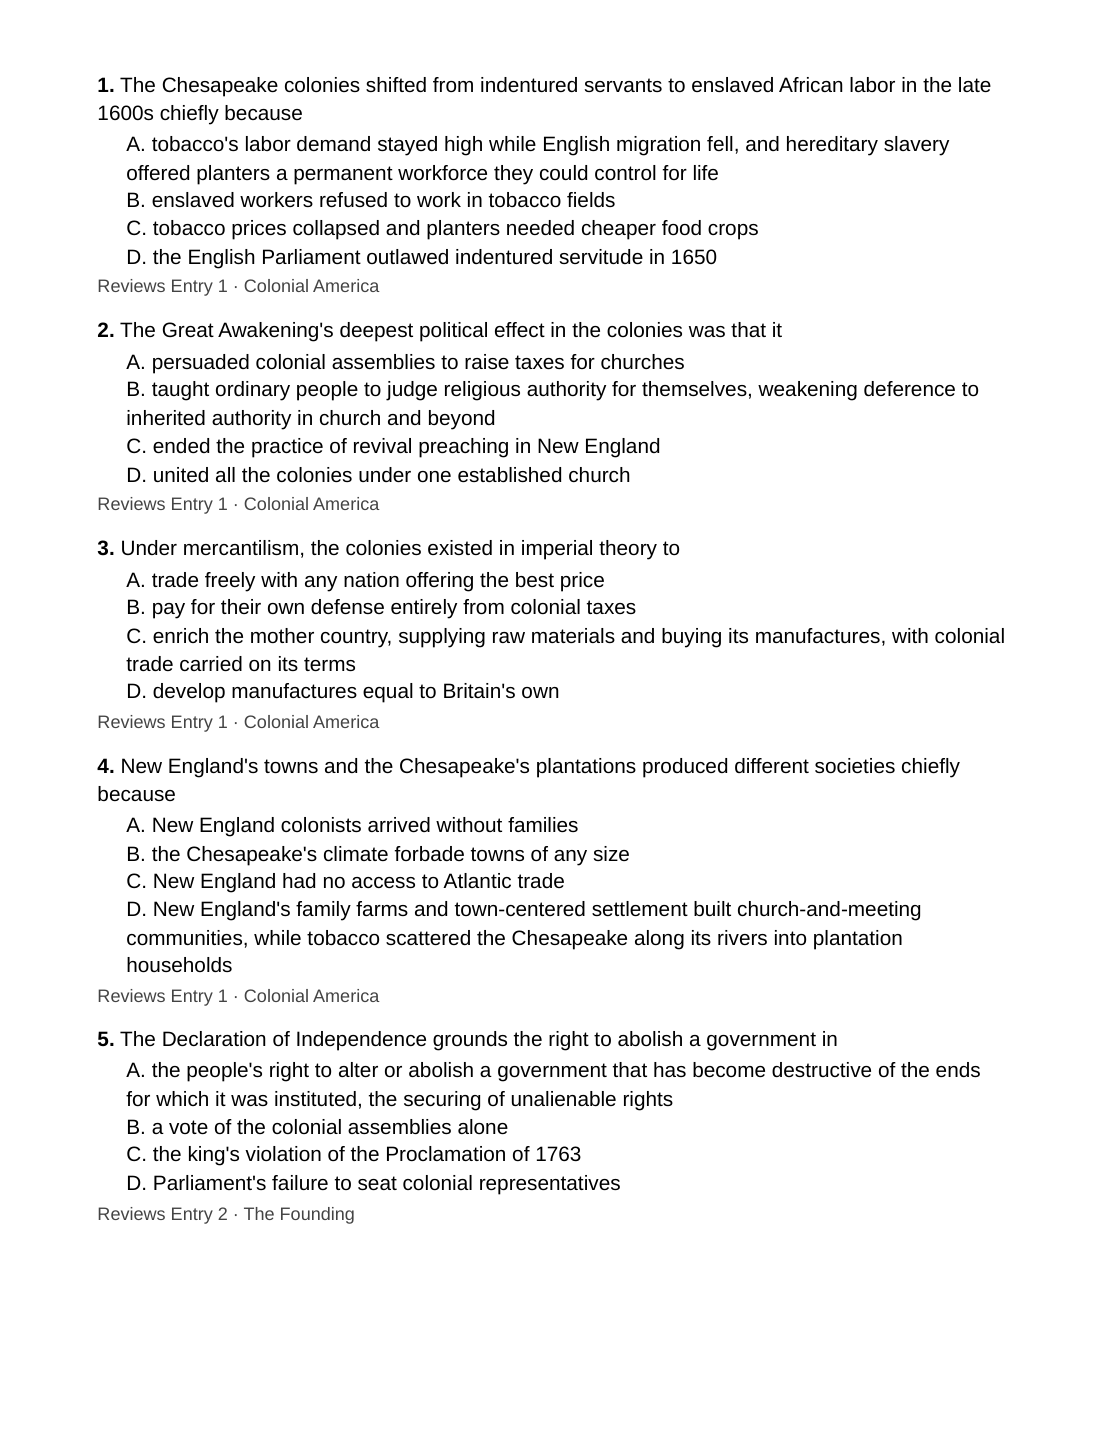 1. The Chesapeake colonies shifted from indentured servants to enslaved African labor in the late
1600s chiefly because
A. tobacco's labor demand stayed high while English migration fell, and hereditary slavery
offered planters a permanent workforce they could control for life
B. enslaved workers refused to work in tobacco fields
C. tobacco prices collapsed and planters needed cheaper food crops
D. the English Parliament outlawed indentured servitude in 1650
Reviews Entry 1 · Colonial America
2. The Great Awakening's deepest political effect in the colonies was that it
A. persuaded colonial assemblies to raise taxes for churches
B. taught ordinary people to judge religious authority for themselves, weakening deference to
inherited authority in church and beyond
C. ended the practice of revival preaching in New England
D. united all the colonies under one established church
Reviews Entry 1 · Colonial America
3. Under mercantilism, the colonies existed in imperial theory to
A. trade freely with any nation offering the best price
B. pay for their own defense entirely from colonial taxes
C. enrich the mother country, supplying raw materials and buying its manufactures, with colonial
trade carried on its terms
D. develop manufactures equal to Britain's own
Reviews Entry 1 · Colonial America
4. New England's towns and the Chesapeake's plantations produced different societies chiefly
because
A. New England colonists arrived without families
B. the Chesapeake's climate forbade towns of any size
C. New England had no access to Atlantic trade
D. New England's family farms and town-centered settlement built church-and-meeting
communities, while tobacco scattered the Chesapeake along its rivers into plantation
households
Reviews Entry 1 · Colonial America
5. The Declaration of Independence grounds the right to abolish a government in
A. the people's right to alter or abolish a government that has become destructive of the ends
for which it was instituted, the securing of unalienable rights
B. a vote of the colonial assemblies alone
C. the king's violation of the Proclamation of 1763
D. Parliament's failure to seat colonial representatives
Reviews Entry 2 · The Founding